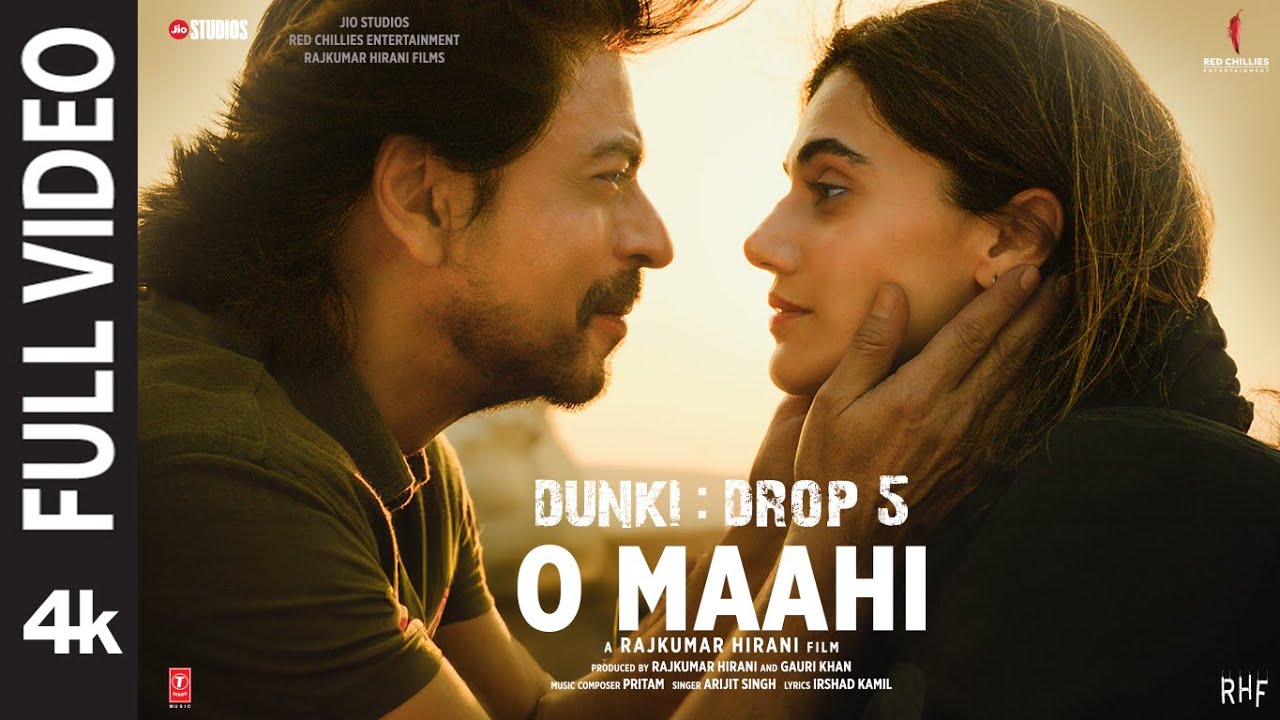 FULL VIDEO
4k
Jio STUDIOS
JIO STUDIOS
RED CHILLIES ENTERTAINMENT
RAJKUMAR HIRANI FILMS
RED CHILLIES
ENTERTAINMENT
DUNKI : DROP 5
O MAAHI
A RAJKUMAR HIRANI FILM
PRODUCED BY RAJKUMAR HIRANI AND GAURI KHAN
MUSIC COMPOSER PRITAM SINGER ARIJIT SINGH LYRICS IRSHAD KAMIL
T
SERIES
MUSIC
RHF